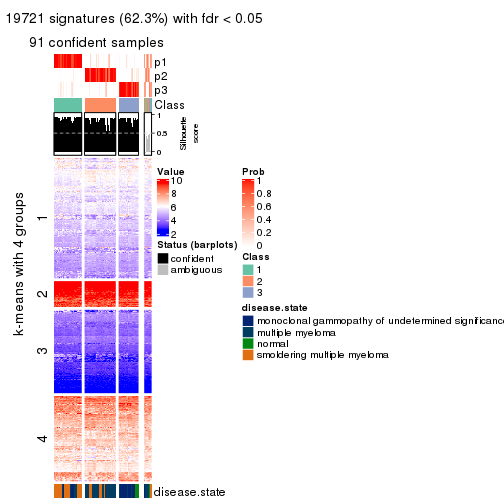 19721 signatures (62.3%) with fdr < 0.05
91 confident samples
p1
p2
p3
Class
1
0.5
0
Silhouette
score
k-means with 4 groups
1
2
3
4
disease.state
Value
10
8
6
4
2
Status (barplots)
confident
ambiguous
Prob
1
0.8
0.6
0.4
0.2
0
Class
1
2
3
disease.state
monoclonal gammopathy of undetermined significance
multiple myeloma
normal
smoldering multiple myeloma